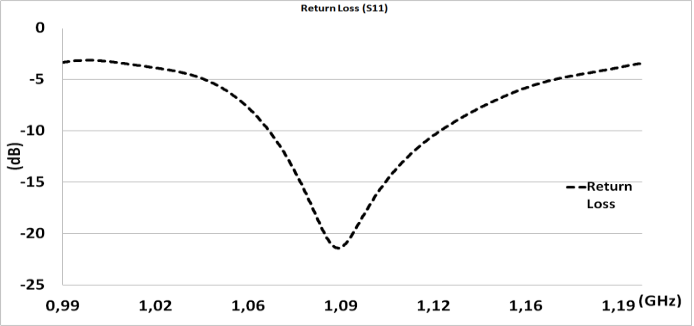 Return Loss (S11)
0
-5
-10
-15
-20
-25
(dB)
Return
Loss
0,99
1,02
1,06
1,09
1,12
1,16
1,19
(GHz)